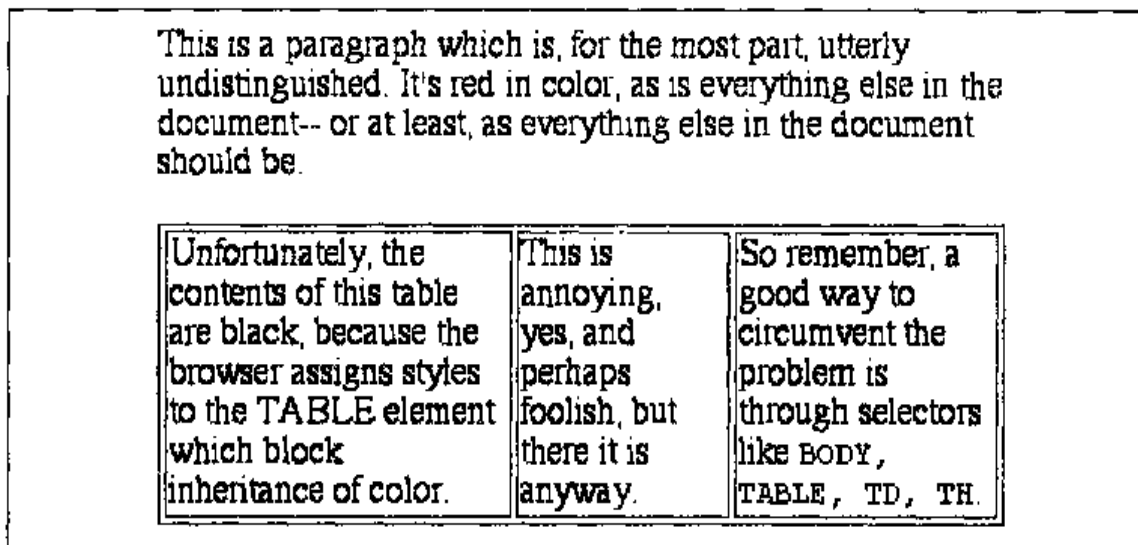 This is a paragraph which is, for the most part, utterly
undistinguished. It's red in color, as is everything else in the
document-- or at least, as everything else in the document
should be.
Unfortunately, the
contents of this table
are black, because the
browser assigns styles
to the TABLE element
which block
inheritance of color.
This is
annoying,
yes, and
perhaps
foolish, but
there it is
anyway.
So remember, a
good way to
circumvent the
problem is
through selectors
like BODY,
TABLE, TD, TH.